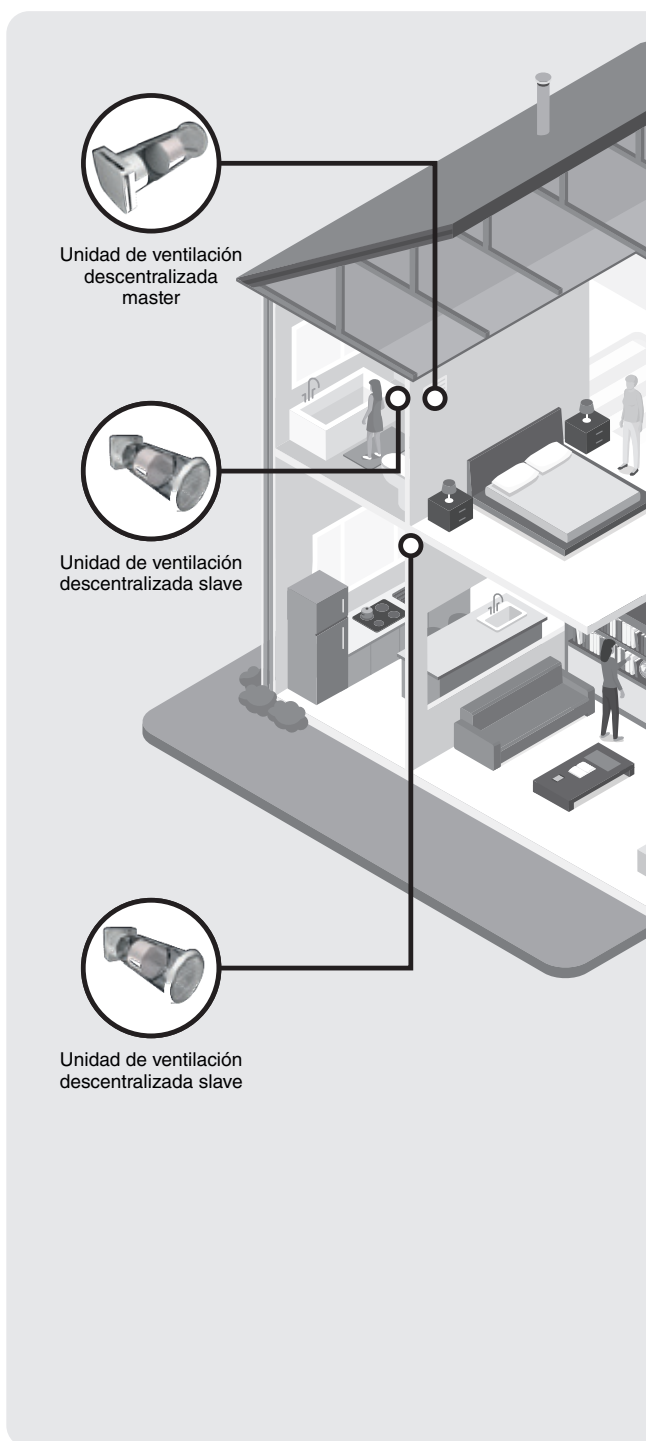 Unidad de ventilación
descentralizada
master
Unidad de ventilación
descentralizada slave
Unidad de ventilación
descentralizada slave